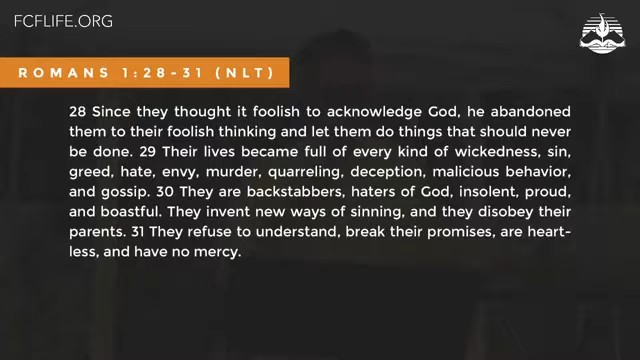 FCFLIFE.ORG
ROMANS 1:28-31 (NLT)
28 Since they thought it foolish to acknowledge God, he abandoned
them to their foolish thinking and let them do things that should never
be done. 29 Their lives became full of every kind of wickedness, sin,
greed, hate, envy, murder, quarreling, deception, malicious behavior,
and gossip. 30 They are backstabbers, haters of God, insolent, proud,
and boastful. They invent new ways of sinning, and they disobey their
parents. 31 They refuse to understand, break their promises, are heart-
less, and have no mercy.